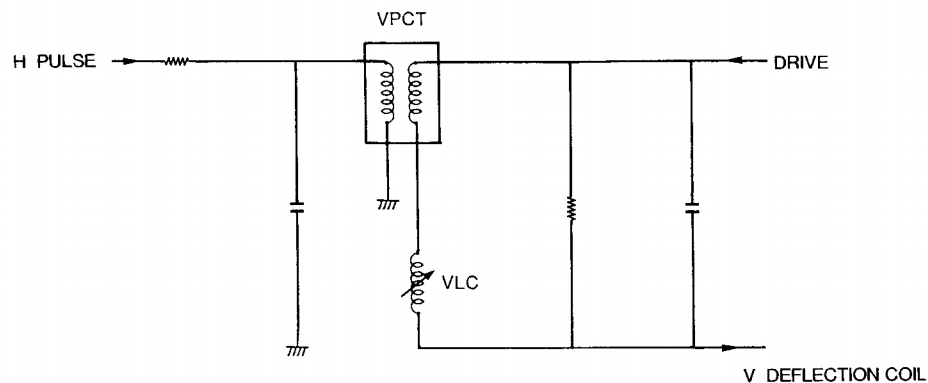 VPCT
H PULSE
DRIVE
VLC
V DEFLECTION COIL